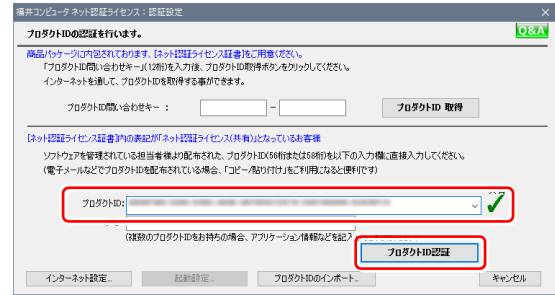 福井コンピュータ ネット認証ライセンス：認証設定
プロダクトIDの認証を行います。
Q&A
商品パッケージに内包されております、[ネット認証ライセンス証書]をご用意ください。
「プロダクトID問い合わせキー」(12桁)を入力後、プロダクトID取得ボタンをクリックしてください。
インターネットを通して、プロダクトIDを取得する事ができます。
プロダクトID問い合わせキー：
プロダクトID 取得
[ネット認証ライセンス証書]内の表記が「ネット認証ライセンス(共有)」となっているお客様
ソフトウェアを管理されている担当者様より配布された、プロダクトID(56桁または58桁)を以下の入力欄に直接入力してください。
(電子メールなどでプロダクトIDを配布されている場合、「コピー/貼り付け」をご利用になると便利です)
プロダクトID:
(複数のプロダクトIDをお持ちの場合、アプリケーション情報などを記入
プロダクトID認証
インターネット設定...
起動設定...
プロダクトIDのインポート...
キャンセル